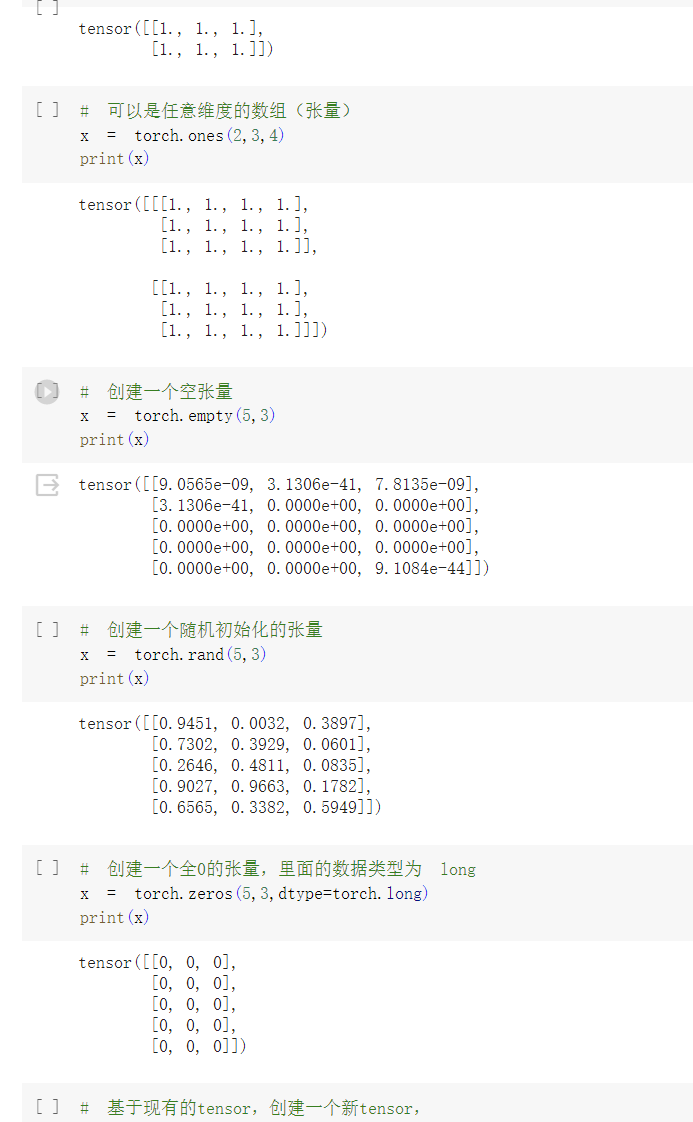 [ ]
tensor([[1., 1., 1.],
[1., 1., 1.]])
[ ] # 可以是任意维度的数组（张量）
x = torch.ones(2,3,4)
print(x)
tensor([[[1., 1., 1., 1.],
[1., 1., 1., 1.],
[1., 1., 1., 1.]],
[[1., 1., 1., 1.],
[1., 1., 1., 1.],
[1., 1., 1., 1.]]])
[ ] # 创建一个空张量
x = torch.empty(5,3)
print(x)
tensor([[9.0565e-09, 3.1306e-41, 7.8135e-09],
[3.1306e-41, 0.0000e+00, 0.0000e+00],
[0.0000e+00, 0.0000e+00, 0.0000e+00],
[0.0000e+00, 0.0000e+00, 0.0000e+00],
[0.0000e+00, 0.0000e+00, 9.1084e-44]])
[ ] # 创建一个随机初始化的张量
x = torch.rand(5,3)
print(x)
tensor([[0.9451, 0.0032, 0.3897],
[0.7302, 0.3929, 0.0601],
[0.2646, 0.4811, 0.0835],
[0.9027, 0.9663, 0.1782],
[0.6565, 0.3382, 0.5949]])
[ ] # 创建一个全0的张量，里面的数据类型为 long
x = torch.zeros(5,3,dtype=torch.long)
print(x)
tensor([[0, 0, 0],
[0, 0, 0],
[0, 0, 0],
[0, 0, 0],
[0, 0, 0]])
[ ] # 基于现有的tensor，创建一个新tensor，